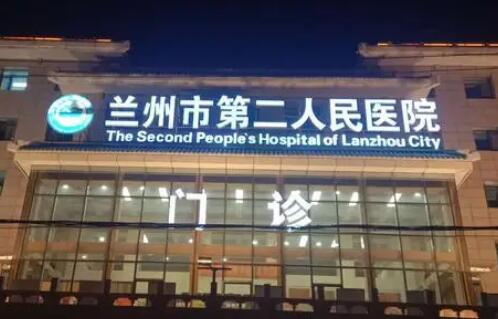 兰州市第二人民医院
The Second People's Hospital of Lanzhou City
门诊